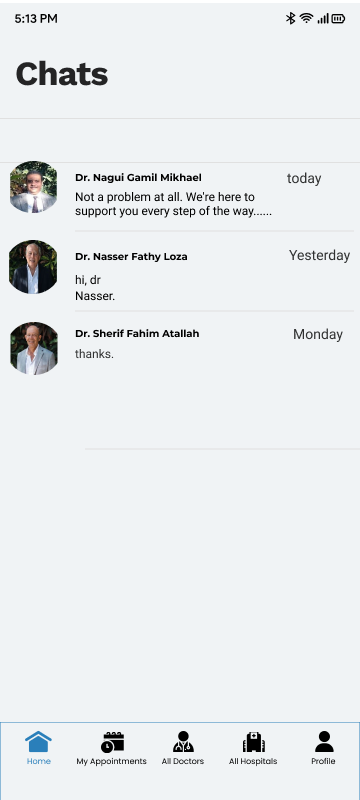 5:13 PM
Chats
Dr. Nagui Gamil Mikhael
today
Not a problem at all. We're here to
support you every step of the way......
Dr. Nasser Fathy Loza
Yesterday
hi, dr
Nasser.
Dr. Sherif Fahim Atallah
Monday
thanks.
Home
My Appointments
All Doctors
All Hospitals
Profile